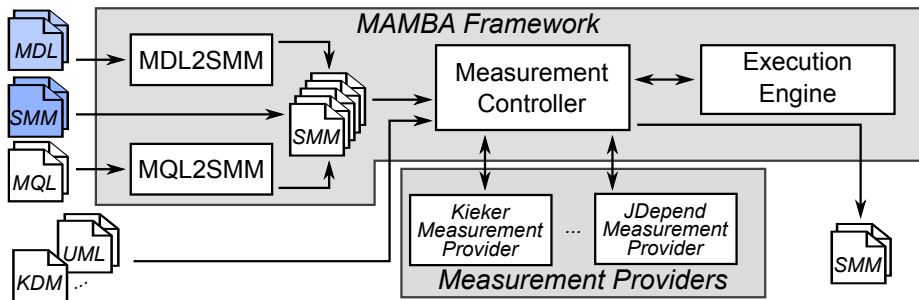 MAMBA Framework
MDL
MDL2SMM
Measurement
Controller
Execution
Engine
SMM
SMM
MQL
MQL2SMM
Kieker
Measurement
Provider
...
JDepend
Measurement
Provider
UML
KDM
...
Measurement Providers
SMM